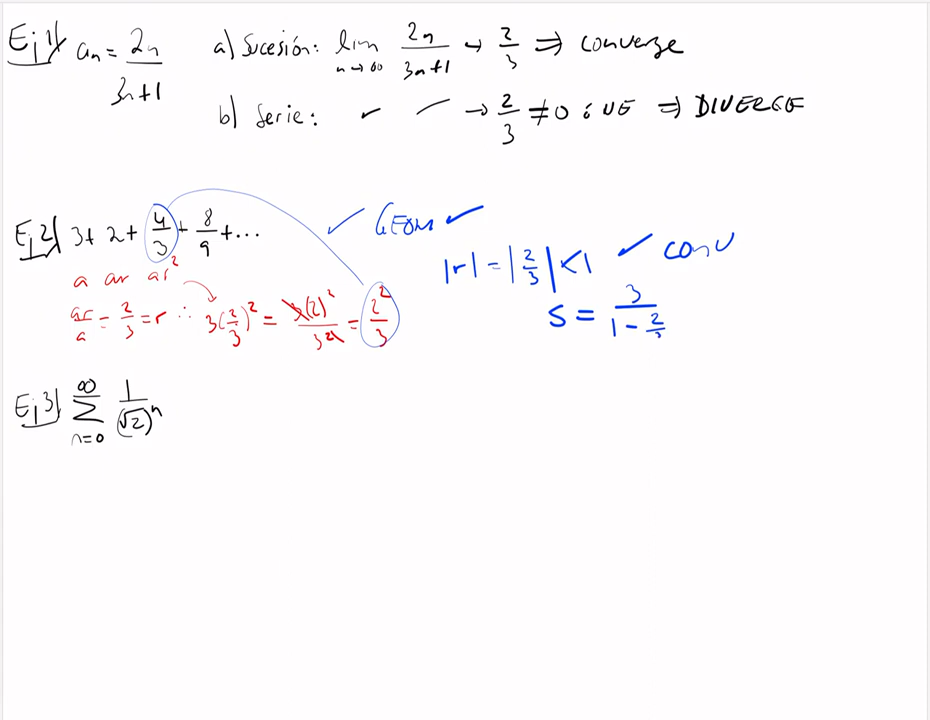 Ej 1) an = 2n/3n+1 a) Sucesión: lim n→∞ 2n/3n+1 → 2/3 ⇒ converge
b) Serie: → 2/3 ≠ 0 ⇒ DIVERGE
Ej 2) 3 + 2 + 4/3 + 8/9 + ... ✓ GEOM ✓
a ar ar²
|r| = |2/3| < 1 ✓ conv
ar/a = 2/3 = r ∴ 3(2/3)² = 3(2)²/3² = 2²/3
S = 3/1 - 2/3
Ej 3) ∞ Σ n=0 1/(√2)ⁿ